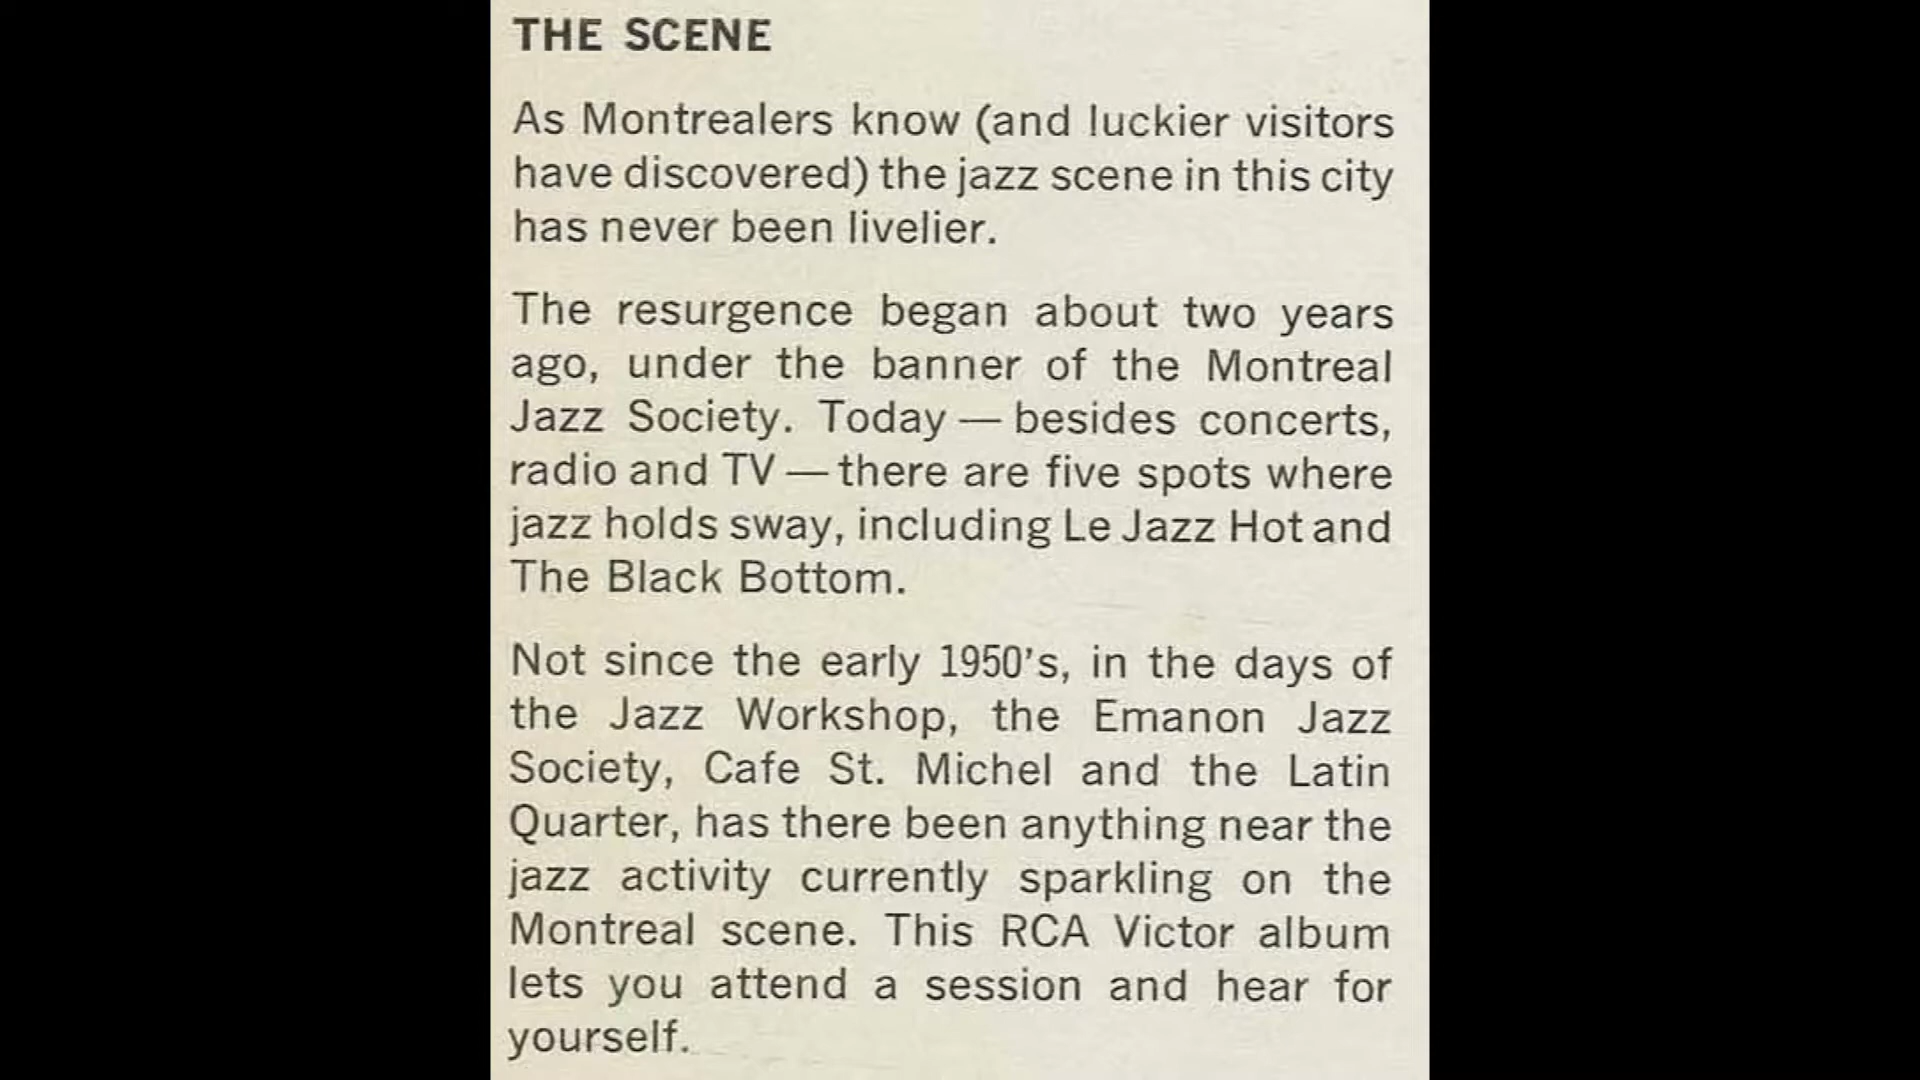 THE SCENE
As Montrealers know (and luckier visitors
have discovered) the jazz scene in this city
has never been livelier.
The resurgence began about two years
ago, under the banner of the Montreal
Jazz Society. Today — besides concerts,
radio and TV — there are five spots where
jazz holds sway, including Le Jazz Hot and
The Black Bottom.
Not since the early 1950's, in the days of
the Jazz Workshop, the Emanon Jazz
Society, Cafe St. Michel and the Latin
Quarter, has there been anything near the
jazz activity currently sparkling on the
Montreal scene. This RCA Victor album
lets you attend a session and hear for
yourself.